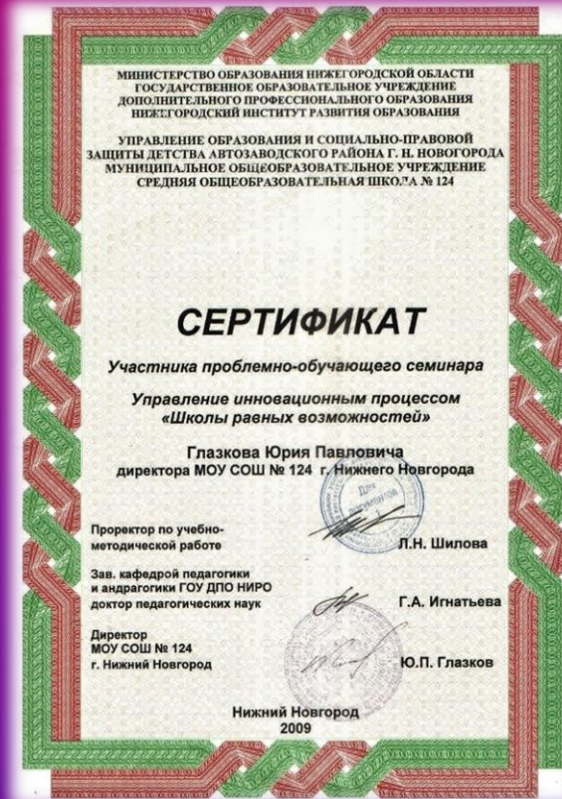 МИНИСТЕРСТВО ОБРАЗОВАНИЯ НИЖЕГОРОДСКОЙ ОБЛАСТИ
ГОСУДАРСТВЕННОЕ ОБРАЗОВАТЕЛЬНОЕ УЧРЕЖДЕНИЕ
ДОПОЛНИТЕЛЬНОГО ПРОФЕССИОНАЛЬНОГО ОБРАЗОВАНИЯ
НИЖЕГОРОДСКИЙ ИНСТИТУТ РАЗВИТИЯ ОБРАЗОВАНИЯ
УПРАВЛЕНИЕ ОБРАЗОВАНИЯ И СОЦИАЛЬНО-ПРАВОВОЙ
ЗАЩИТЫ ДЕТСТВА АВТОЗАВОДСКОГО РАЙОНА Г. Н. НОВОГОРОДА
МУНИЦИПАЛЬНОЕ ОБЩЕОБРАЗОВАТЕЛЬНОЕ УЧРЕЖДЕНИЕ
СРЕДНЯЯ ОБЩЕОБРАЗОВАТЕЛЬНАЯ ШКОЛА № 124
СЕРТИФИКАТ
Участника проблемно-обучающего семинара
Управление инновационным процессом
«Школы равных возможностей»
Глазкова Юрия Павловича
директора МОУ СОШ № 124 г. Нижнего Новгорода
Для
документов
Проректор по учебно-
методической работе
Л.Н. Шилова
Зав. кафедрой педагогики
и андрагогики ГОУ ДПО НИРО
доктор педагогических наук
Г.А. Игнатьева
Директор
МОУ СОШ № 124
г. Нижний Новгород
Ю.П. Глазков
Нижний Новгород
2009